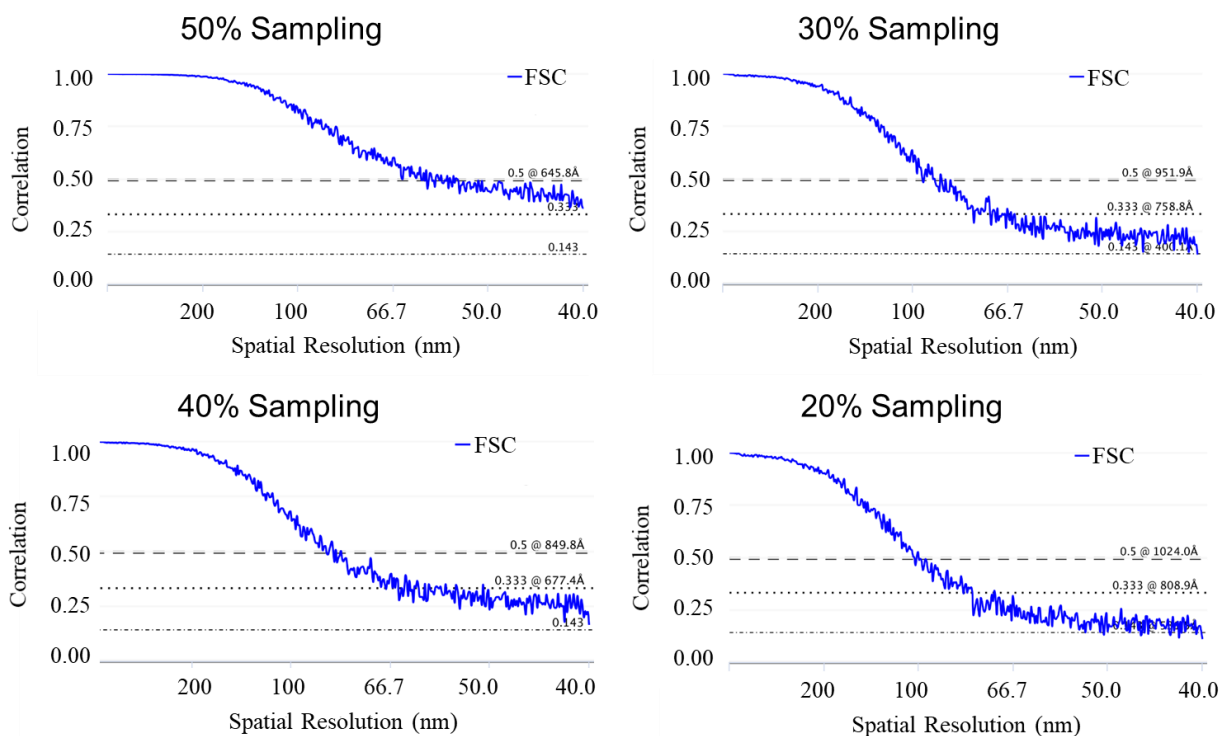 50% Sampling
1.00
0.75
0.50
0.25
0.00
Correlation
FSC
0.5 @ 645.8Å
0.333
0.143
200
100
66.7
50.0
40.0
Spatial Resolution (nm)
30% Sampling
1.00
0.75
0.50
0.25
0.00
Correlation
FSC
0.5 @ 951.9Å
0.333 @ 758.8Å
0.143 @ 400.1Å
200
100
66.7
50.0
40.0
Spatial Resolution (nm)
40% Sampling
1.00
0.75
0.50
0.25
0.00
Correlation
FSC
0.5 @ 849.8Å
0.333 @ 677.4Å
0.143
200
100
66.7
50.0
40.0
Spatial Resolution (nm)
20% Sampling
1.00
0.75
0.50
0.25
0.00
Correlation
FSC
0.5 @ 1024.0Å
0.333 @ 808.9Å
200
100
66.7
50.0
40.0
Spatial Resolution (nm)